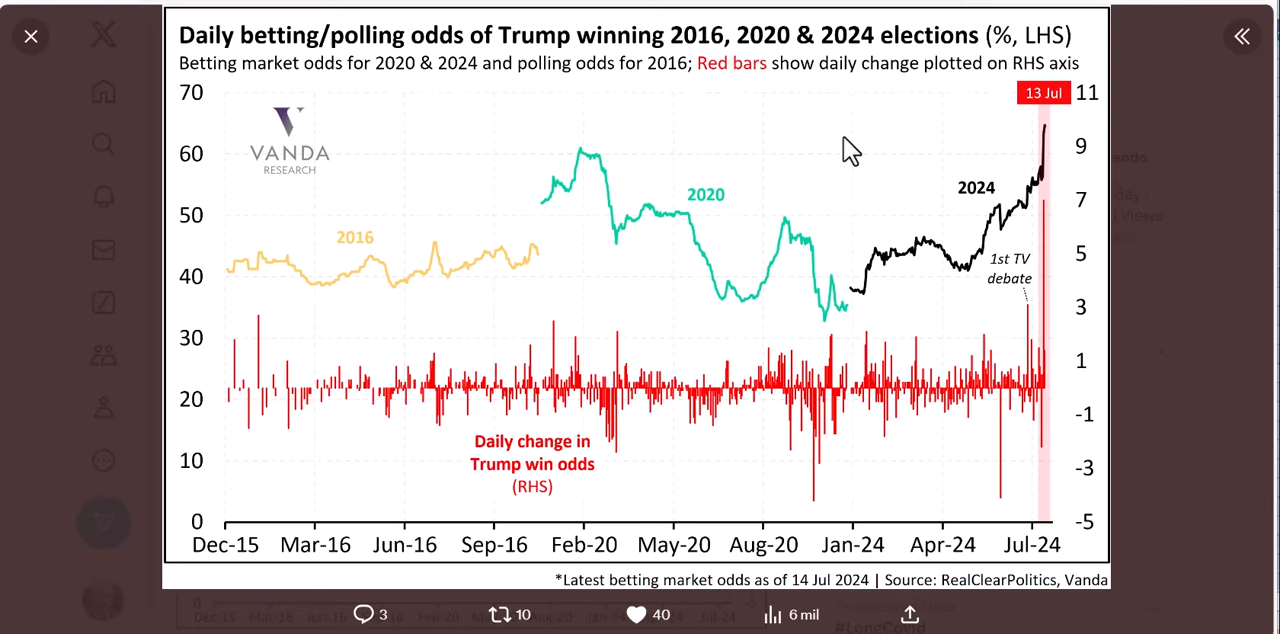 Daily betting/polling odds of Trump winning 2016, 2020 & 2024 elections (%, LHS)
Betting market odds for 2020 & 2024 and polling odds for 2016; Red bars show daily change plotted on RHS axis
70
60
50
40
30
20
10
0
13 Jul
11
9
7
5
3
1
-1
-3
-5
VANDA
RESEARCH
2016
2020
2024
1st TV
debate
Daily change in
Trump win odds
(RHS)
Dec-15 Mar-16 Jun-16 Sep-16 Feb-20 May-20 Aug-20 Jan-24 Apr-24 Jul-24
*Latest betting market odds as of 14 Jul 2024 | Source: RealClearPolitics, Vanda
3 10 40 6 mil
#LongCovid